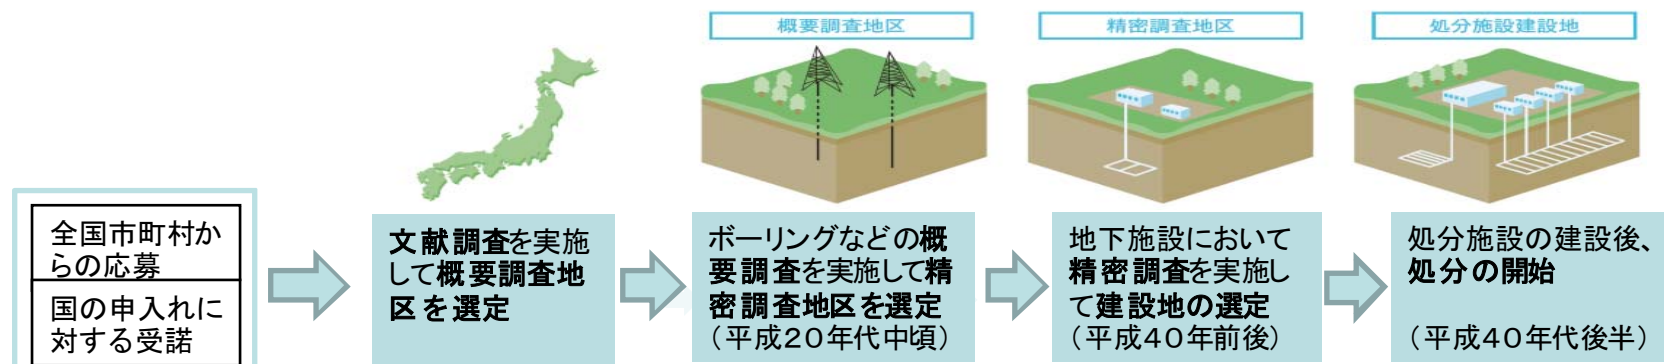 概要調査地区
精密調査地区
処分施設建設地
全国市町村か
らの応募
国の申入れに
対する受諾
文献調査を実施
して概要調査地
区を選定
ボーリングなどの概
要調査を実施して精
密調査地区を選定
（平成２０年代中頃）
地下施設において
精密調査を実施し
て建設地の選定
（平成４０年前後）
処分施設の建設後、
処分の開始
（平成４０年代後半）